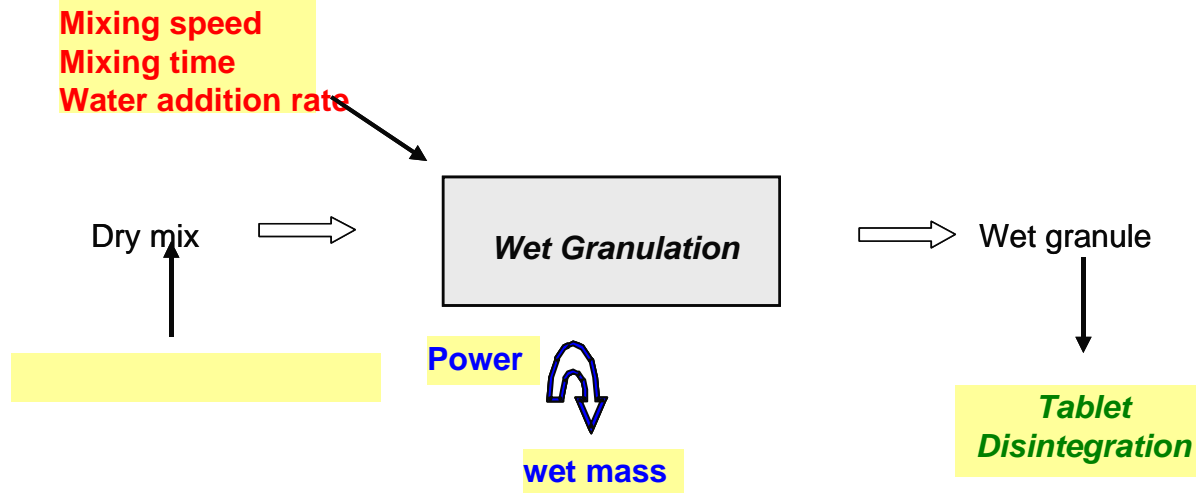 Mixing speed
Mixing time
Water addition rate
Dry mix
Wet Granulation
Wet granule
Power
wet mass
Tablet
Disintegration